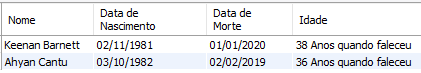 Nome Data de Nascimento Data de Morte Idade
Keenan Barnett 02/11/1981 01/01/2020 38 Anos quando faleceu
Ahyan Cantu 03/10/1982 02/02/2019 36 Anos quando faleceu